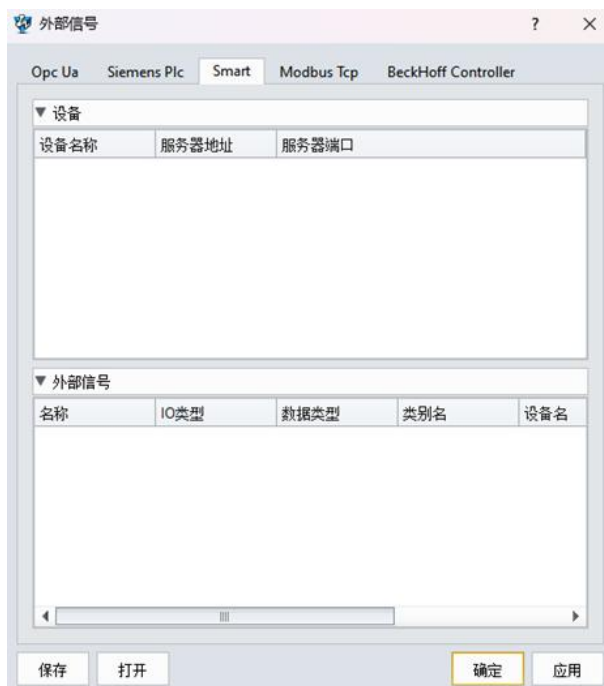 外部信号 ?
Opc Ua Siemens Plc Smart Modbus Tcp BeckHoff Controller
设备
设备名称 服务器地址 服务器端口
外部信号
名称 IO类型 数据类型 类别名 设备名
保存 打开 确定 应用